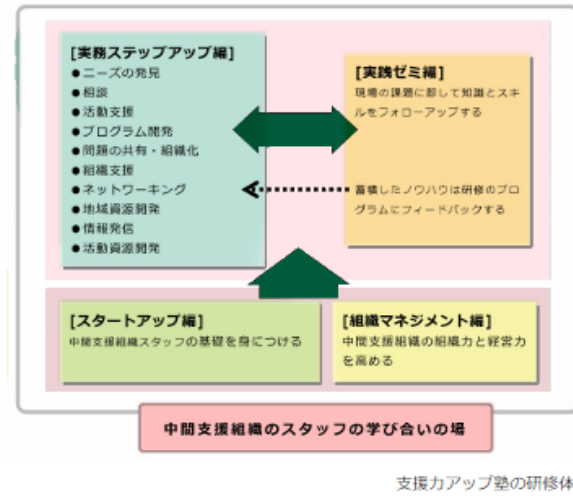 [実務ステップアップ編]
●ニーズの発見
●相談
●活動支援
●プログラム開発
●問題の共有・組織化
●組織支援
●ネットワーキング
●地域資源開発
●情報発信
●活動資源開発
[実践ゼミ編]
現場の課題に即して知識とスキ
ルをフォローアップする
蓄積したノウハウは研修のプロ
グラムにフィードバックする
[スタートアップ編]
中間支援組織スタッフの基礎を身につける
[組織マネジメント編]
中間支援組織の組織力と経営力
を高める
中間支援組織のスタッフの学び合いの場
支援力アップ塾の研修体